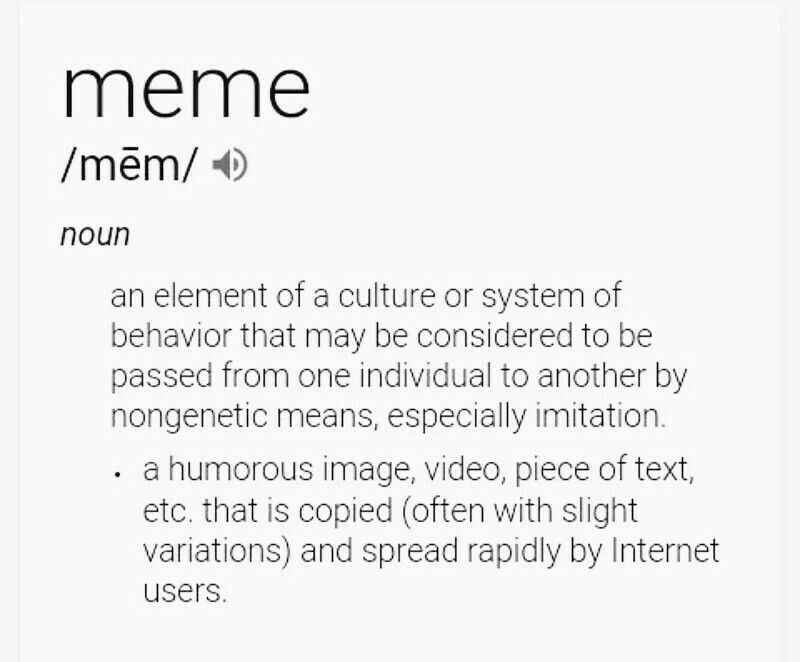 meme
/mēm/
noun
an element of a culture or system of
behavior that may be considered to be
passed from one individual to another by
nongenetic means, especially imitation.
• a humorous image, video, piece of text,
etc. that is copied (often with slight
variations) and spread rapidly by Internet
users.